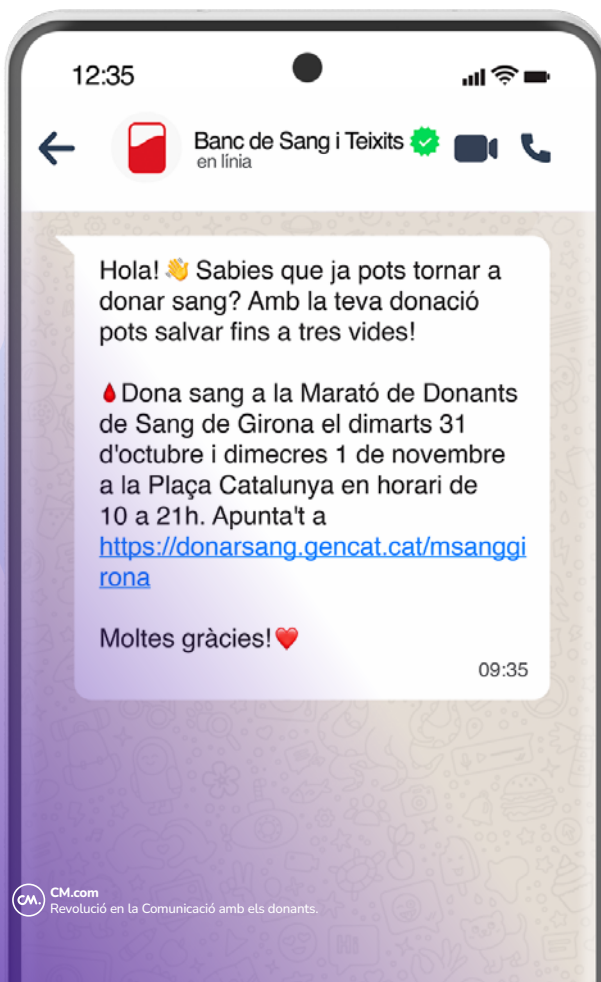 12:35
Banc de Sang i Teixits
en línia
Hola! 👋 Sabies que ja pots tornar a
donar sang? Amb la teva donació
pots salvar fins a tres vides!
🩸Dona sang a la Marató de Donants
de Sang de Girona el dimarts 31
d'octubre i dimecres 1 de novembre
a la Plaça Catalunya en horari de
10 a 21h. Apunta't a
https://donarsang.gencat.cat/msanggi
rona
Moltes gràcies!❤️
09:35
CM.
CM.com
Revolució en la Comunicació amb els donants.